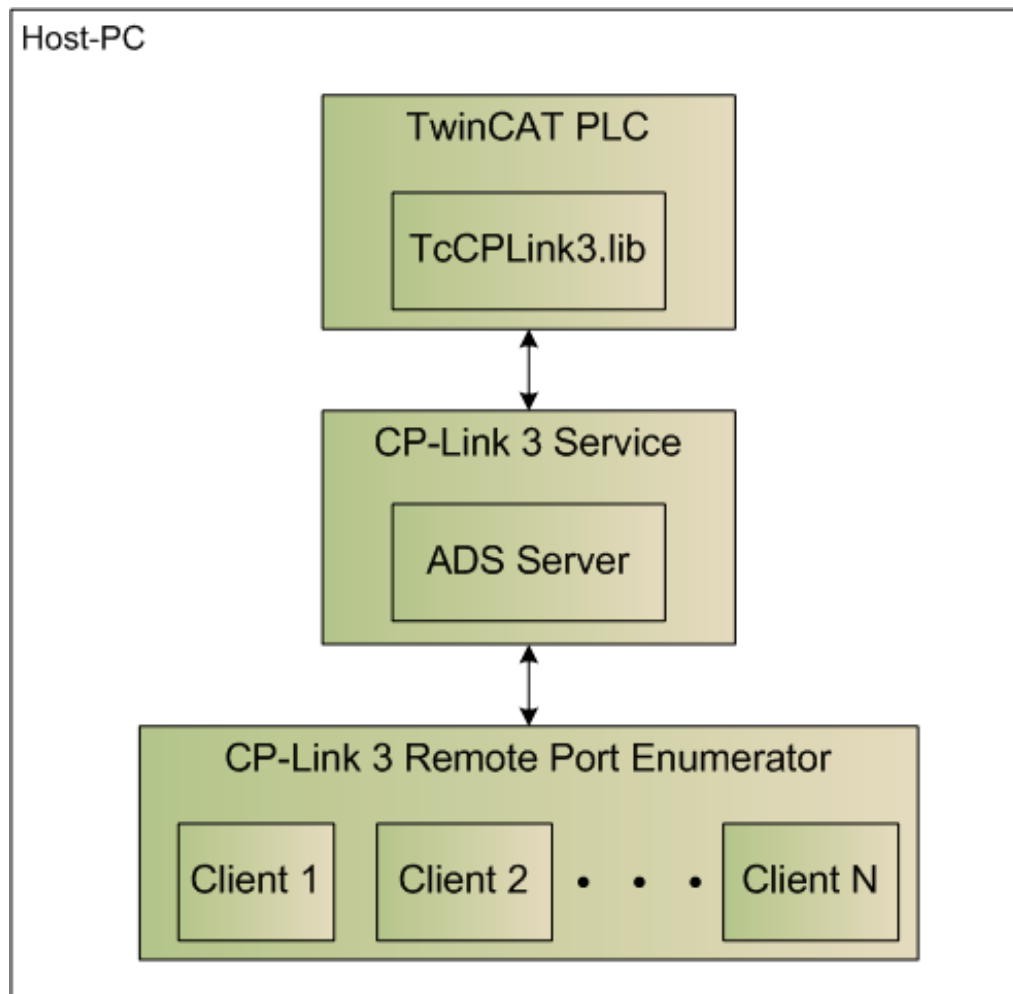 Host-PC
TwinCAT PLC
TcCPLink3.lib
CP-Link 3 Service
ADS Server
CP-Link 3 Remote Port Enumerator
Client 1 Client 2 • • • Client N